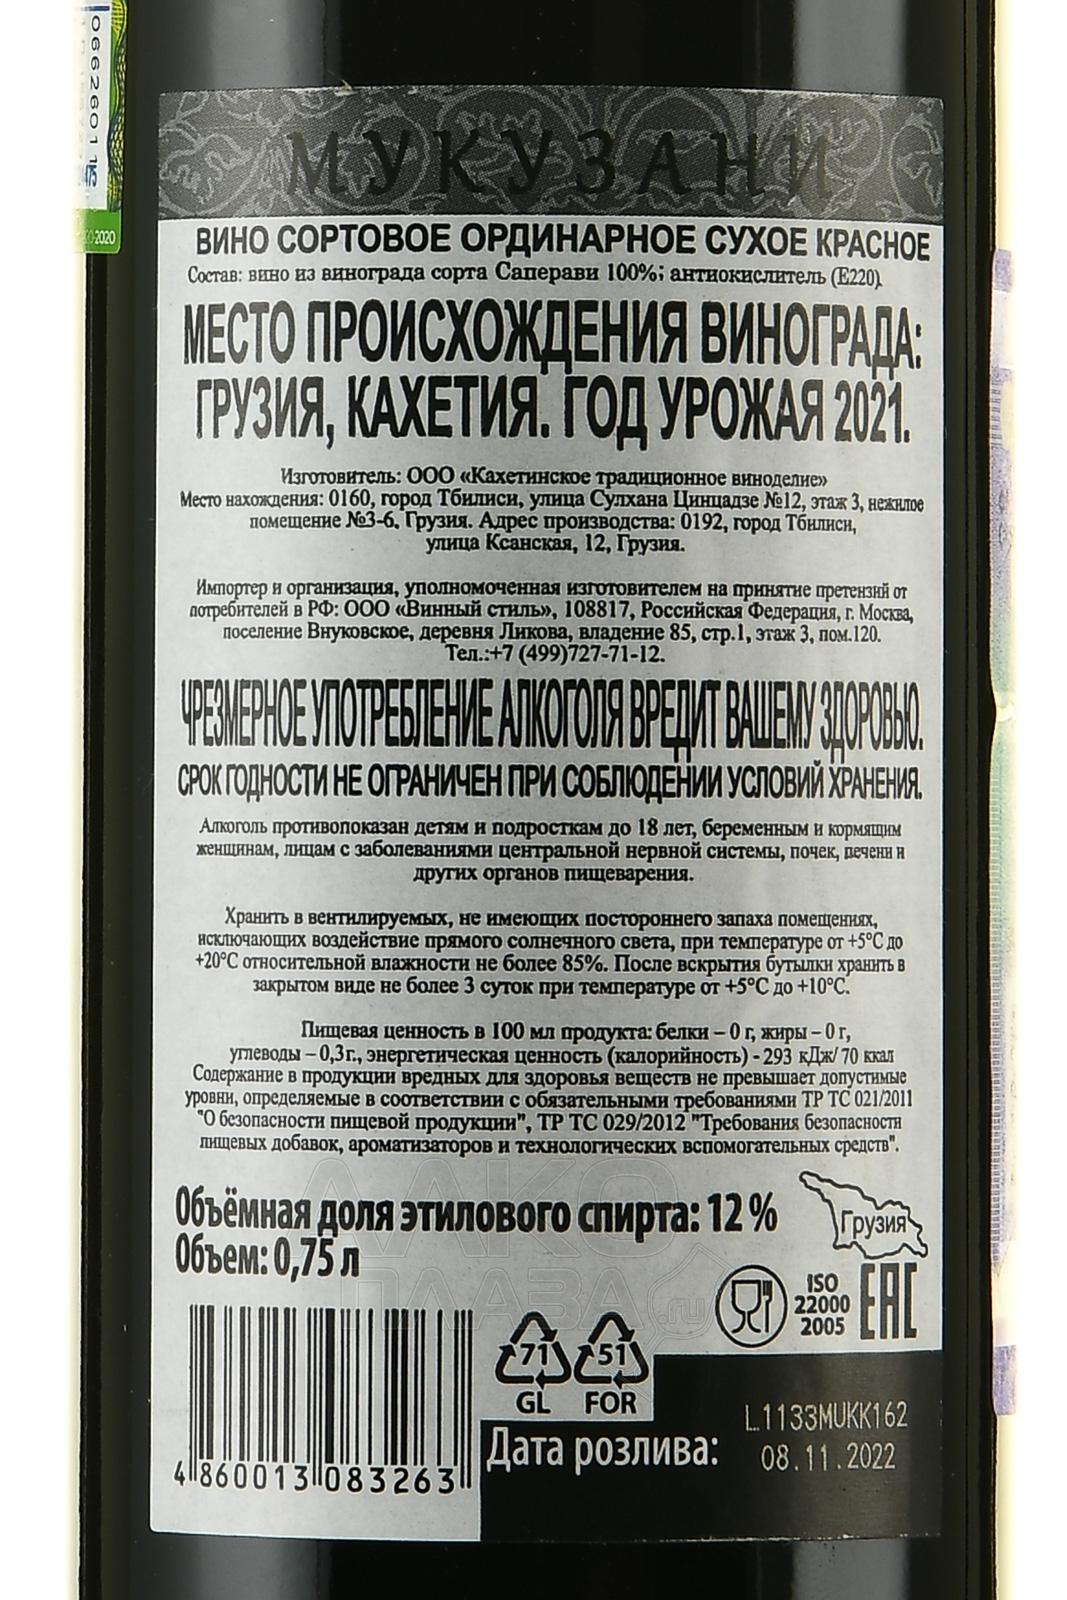 06626011
МУКУЗАНИ
ВИНО СОРТОВОЕ ОРДИНАРНОЕ СУХОЕ КРАСНОЕ
Состав: вино из винограда сорта Саперави 100%; антиокислитель (Е220).
МЕСТО ПРОИСХОЖДЕНИЯ ВИНОГРАДА:
ГРУЗИЯ, КАХЕТИЯ. ГОД УРОЖАЯ 2021.
Изготовитель: ООО «Кахетинское традиционное виноделие»
Место нахождения: 0160, город Тбилиси, улица Сулхана Цинцадзе №12, этаж 3, нежилое
помещение №3-6, Грузия. Адрес производства: 0192, город Тбилиси,
улица Ксанская, 12, Грузия.
Импортер и организация, уполномоченная изготовителем на принятие претензий от
потребителей в РФ: ООО «Винный стиль», 108817, Российская Федерация, г. Москва,
поселение Внуковское, деревня Ликова, владение 85, стр.1, этаж 3, пом.120.
Тел.:+7 (499)727-71-12.
ЧРЕЗМЕРНОЕ УПОТРЕБЛЕНИЕ АЛКОГОЛЯ ВРЕДИТ ВАШЕМУ ЗДОРОВЬЮ.
СРОК ГОДНОСТИ НЕ ОГРАНИЧЕН ПРИ СОБЛЮДЕНИИ УСЛОВИЙ ХРАНЕНИЯ.
Алкоголь противопоказан детям и подросткам до 18 лет, беременным и кормящим
женщинам, лицам с заболеваниями центральной нервной системы, почек, печени и
других органов пищеварения.
Хранить в вентилируемых, не имеющих постороннего запаха помещениях,
исключающих воздействие прямого солнечного света, при температуре от +5°С до
+20°С относительной влажности не более 85%. После вскрытия бутылки хранить в
закрытом виде не более 3 суток при температуре от +5°С до +10°С.
Пищевая ценность в 100 мл продукта: белки – 0 г, жиры – 0 г,
углеводы – 0,3г., энергетическая ценность (калорийность) - 293 кДж/ 70 ккал
Содержание в продукции вредных для здоровья веществ не превышает допустимые
уровни, определяемые в соответствии с обязательными требованиями ТР ТС 021/2011
"О безопасности пищевой продукции", ТР ТС 029/2012 "Требования безопасности
пищевых добавок, ароматизаторов и технологических вспомогательных средств".
Объёмная доля этилового спирта: 12 %
Объем: 0,75 л
Грузия
ISO
22000
2005
EAC
71
GL
51
FOR
4 860013 083263
Дата розлива:
L1133MUKK162
08.11.2022
АЛКО
ПЛАЗА.ru